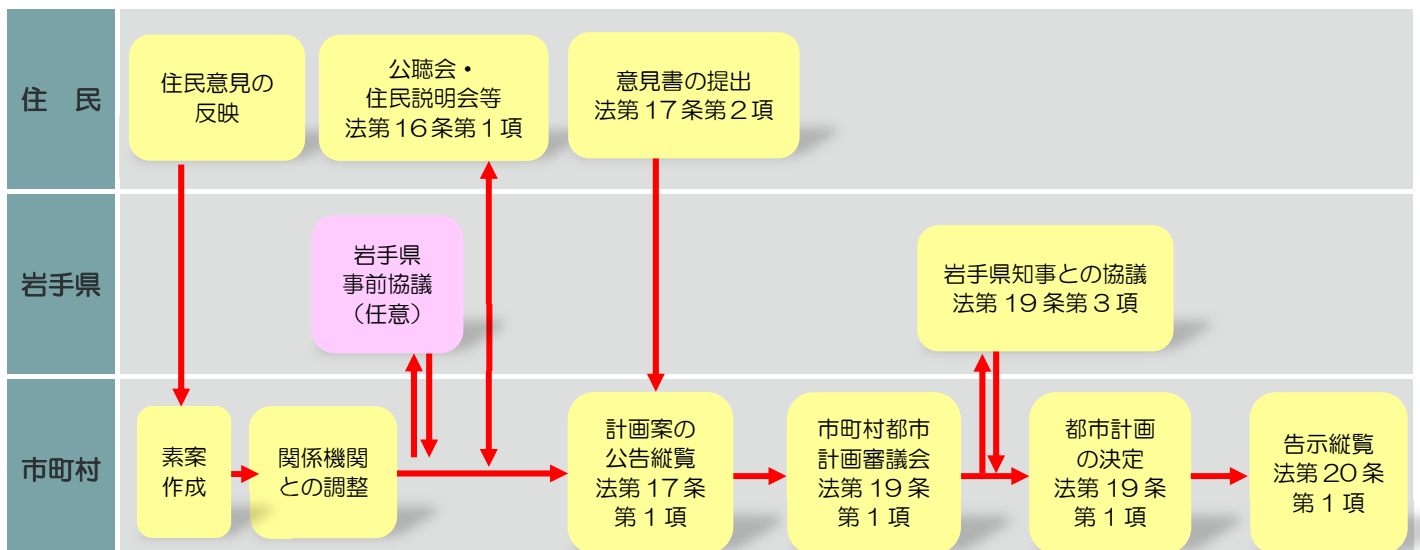 住　民
住民意見の
反映
公聴会・
住民説明会等
法第16条第1項
意見書の提出
法第17条第2項
岩手県
岩手県
事前協議
（任意）
岩手県知事との協議
法第19条第3項
市町村
素案
作成
関係機関
との調整
計画案の
公告縦覧
法第17条
第1項
市町村都市
計画審議会
法第19条
第1項
都市計画
の決定
法第19条
第1項
告示縦覧
法第20条
第1項